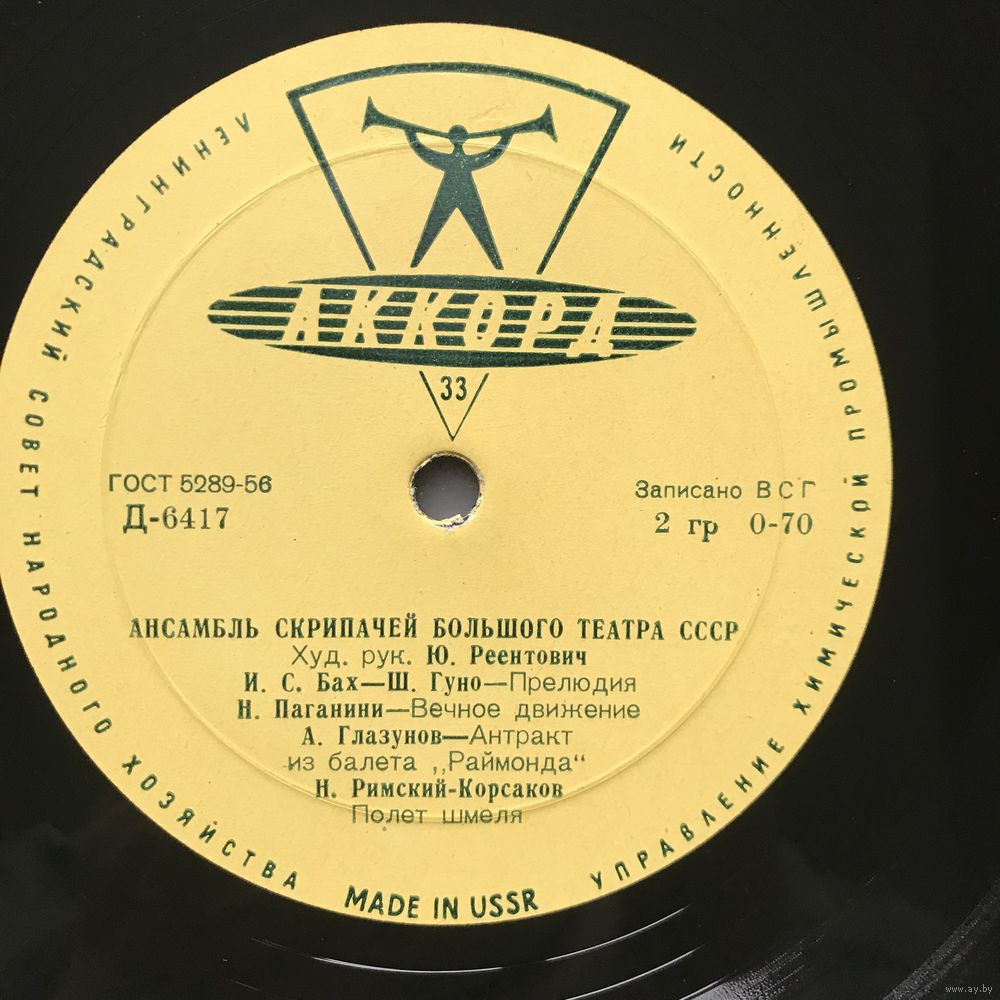 ЛЕНИНГРАДСКИЙ СОВЕТ НАРОДНОГО ХОЗЯЙСТВА
УПРАВЛЕНИЕ ХИМИЧЕСКОЙ ПРОМЫШЛЕННОСТИ
АККОРД
33
ГОСТ 5289-56
Д-6417
Записано ВСГ
2 гр 0-70
АНСАМБЛЬ СКРИПАЧЕЙ БОЛЬШОГО ТЕАТРА СССР
Худ. рук. Ю. Реентович
И. С. Бах—Ш. Гуно—Прелюдия
Н. Паганини—Вечное движение
А. Глазунов—Антракт
из балета „Раймонда“
Н. Римский-Корсаков
Полет шмеля
MADE IN USSR
www.ay.by